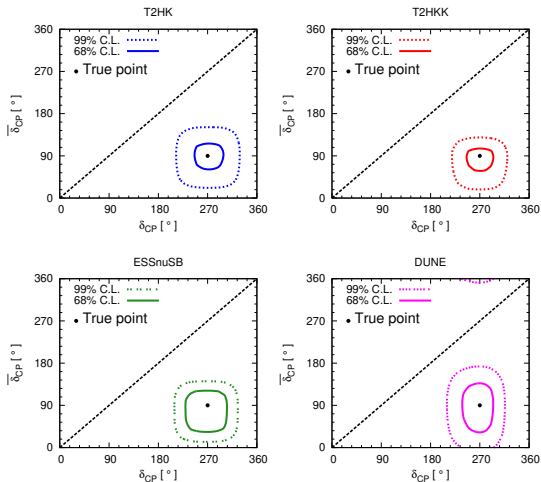 T2HK
99% C.L.
68% C.L.
True point
360
270
180
90
0
δ̅CP [ ° ]
0 90 180 270 360
δCP [ ° ]
T2HKK
99% C.L.
68% C.L.
True point
360
270
180
90
0
δ̅CP [ ° ]
0 90 180 270 360
δCP [ ° ]
ESSnuSB
99% C.L.
68% C.L.
True point
360
270
180
90
0
δ̅CP [ ° ]
0 90 180 270 360
δCP [ ° ]
DUNE
99% C.L.
68% C.L.
True point
360
270
180
90
0
δ̅CP [ ° ]
0 90 180 270 360
δCP [ ° ]